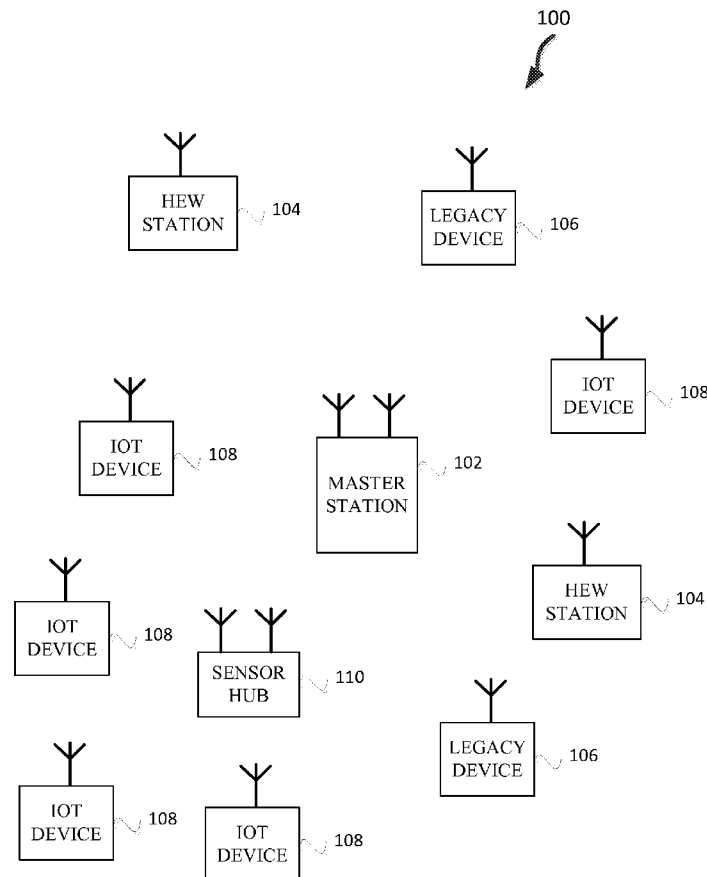 100
HEW
STATION
104
LEGACY
DEVICE
106
IOT
DEVICE
108
IOT
DEVICE
108
MASTER
STATION
102
HEW
STATION
104
IOT
DEVICE
108
SENSOR
HUB
110
LEGACY
DEVICE
106
IOT
DEVICE
108
IOT
DEVICE
108